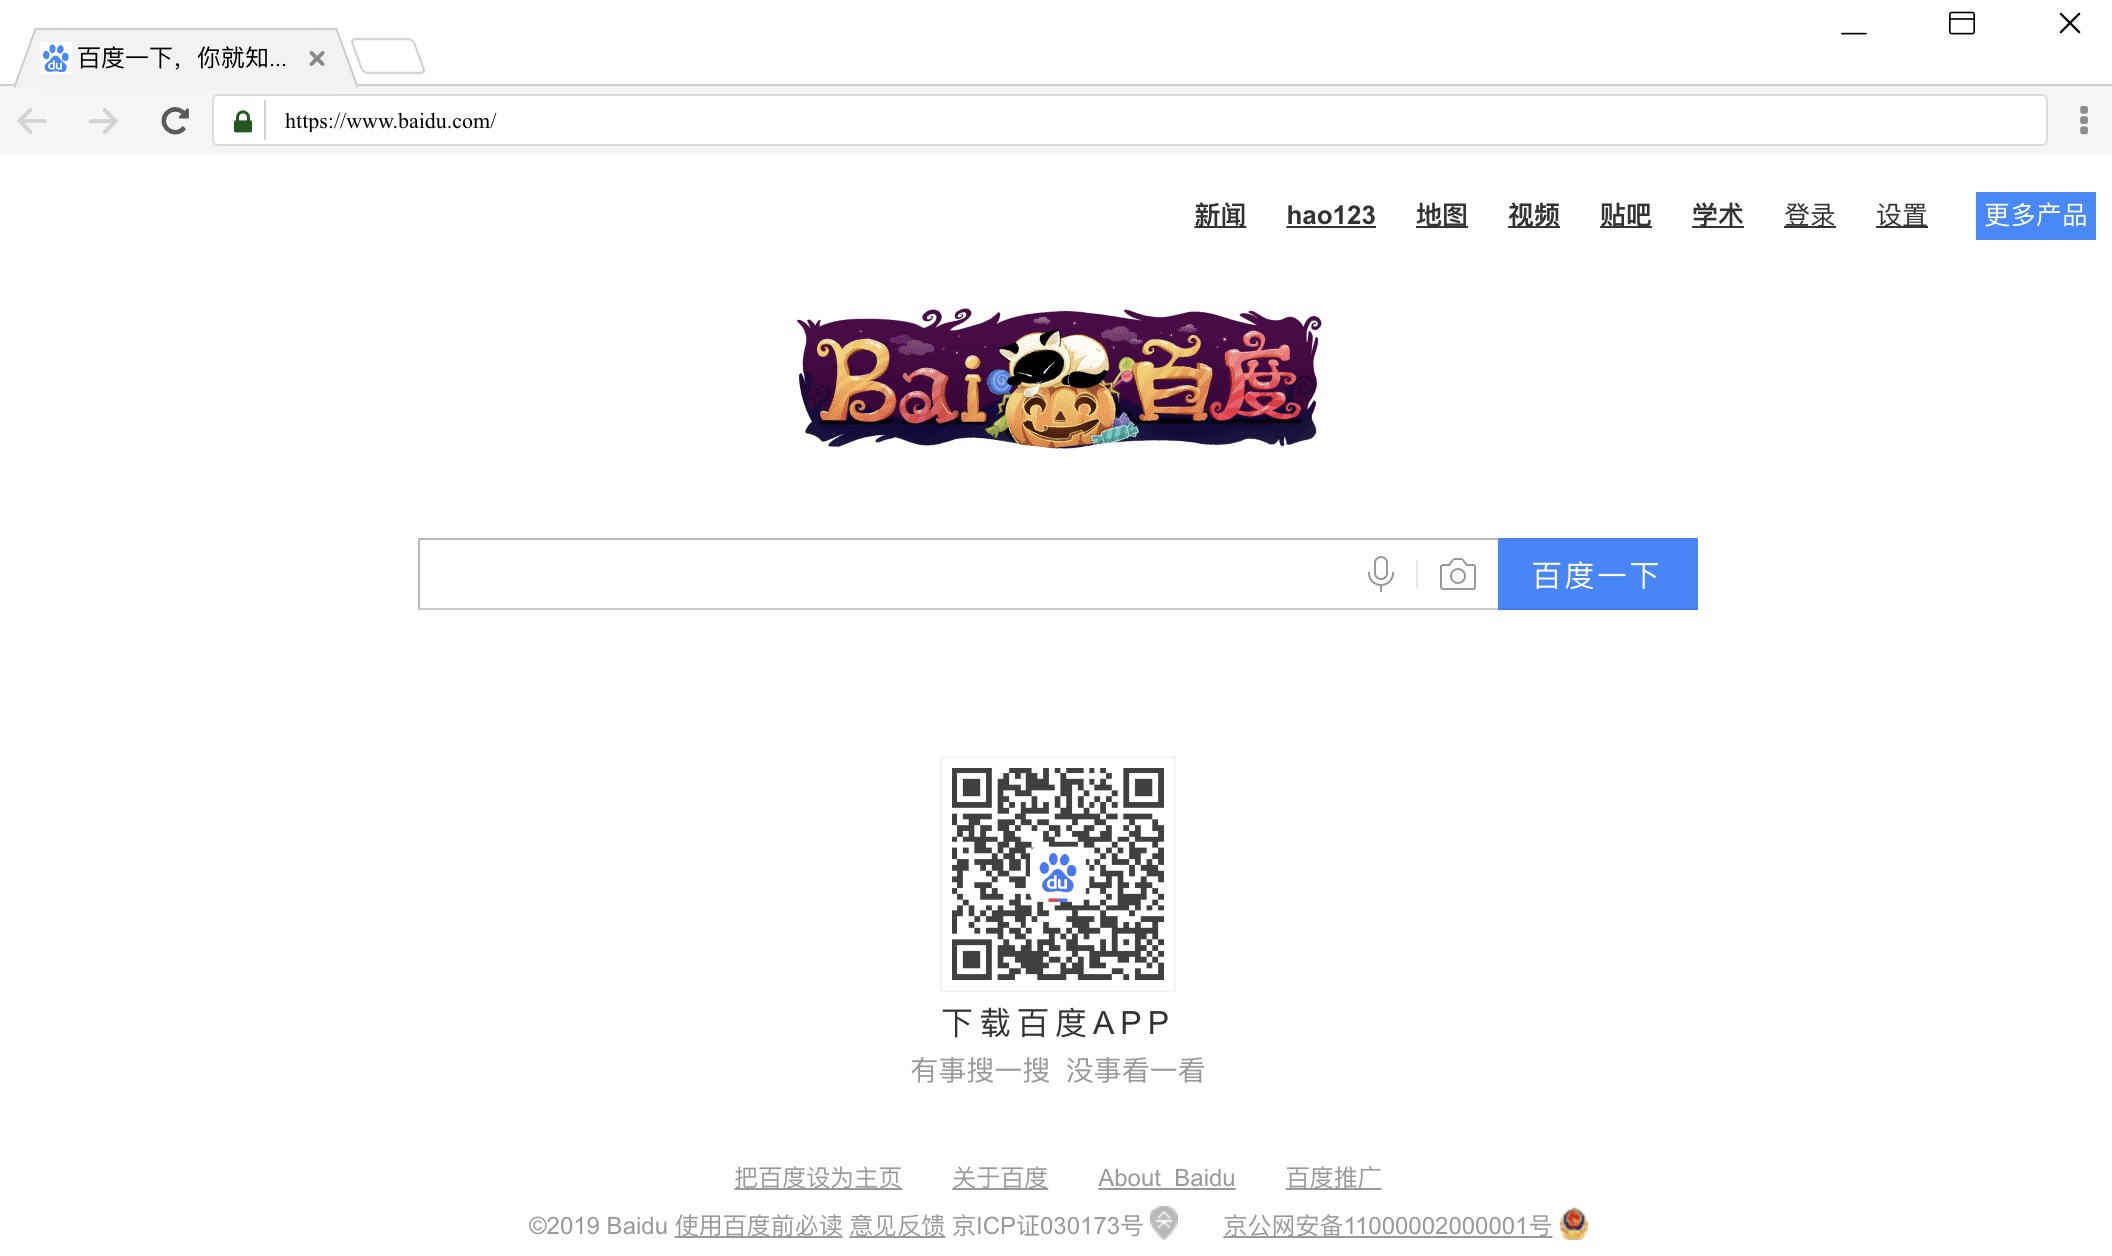 百度一下，你就知...
https://www.baidu.com/
新闻 hao123 地图 视频 贴吧 学术 登录 设置 更多产品
Bai 百度
百度一下
du
下载百度APP
有事搜一搜 没事看一看
把百度设为主页 关于百度 About Baidu 百度推广
©2019 Baidu 使用百度前必读 意见反馈 京ICP证030173号 京公网安备11000002000001号